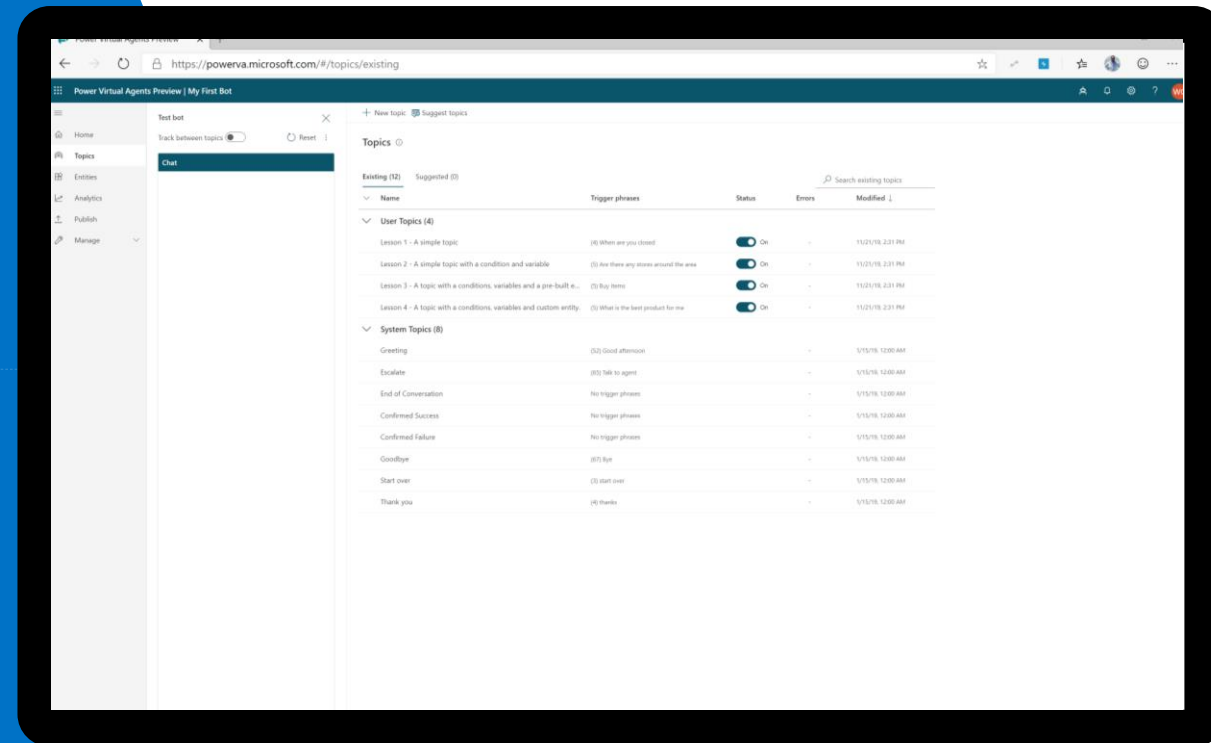 Power Virtual Agents Preview
https://powerva.microsoft.com/#/topics/existing
Power Virtual Agents Preview | My First Bot
Home
Topics
Entities
Analytics
Publish
Manage
Test bot
Track between topics Reset
Chat
New topic Suggest topics
Topics
Existing (12) Suggested (0) Search existing topics
Name Trigger phrases Status Errors Modified ↓
User Topics (4)
Lesson 1 - A simple topic (4) When are you closed On - 11/21/19, 2:31 PM
Lesson 2 - A simple topic with a condition and variable (5) Are there any stores around the area On - 11/21/19, 2:31 PM
Lesson 3 - A topic with a conditions, variables and a pre-built e... (5) Buy items On - 11/21/19, 2:31 PM
Lesson 4 - A topic with a conditions, variables and custom entity. (5) What is the best product for me On - 11/21/19, 2:31 PM
System Topics (8)
Greeting (52) Good afternoon - 1/15/19, 12:00 AM
Escalate (65) Talk to agent - 1/15/19, 12:00 AM
End of Conversation No trigger phrases - 1/15/19, 12:00 AM
Confirmed Success No trigger phrases - 1/15/19, 12:00 AM
Confirmed Failure No trigger phrases - 1/15/19, 12:00 AM
Goodbye (67) Bye - 1/15/19, 12:00 AM
Start over (3) start over - 1/15/19, 12:00 AM
Thank you (4) thanks - 1/15/19, 12:00 AM